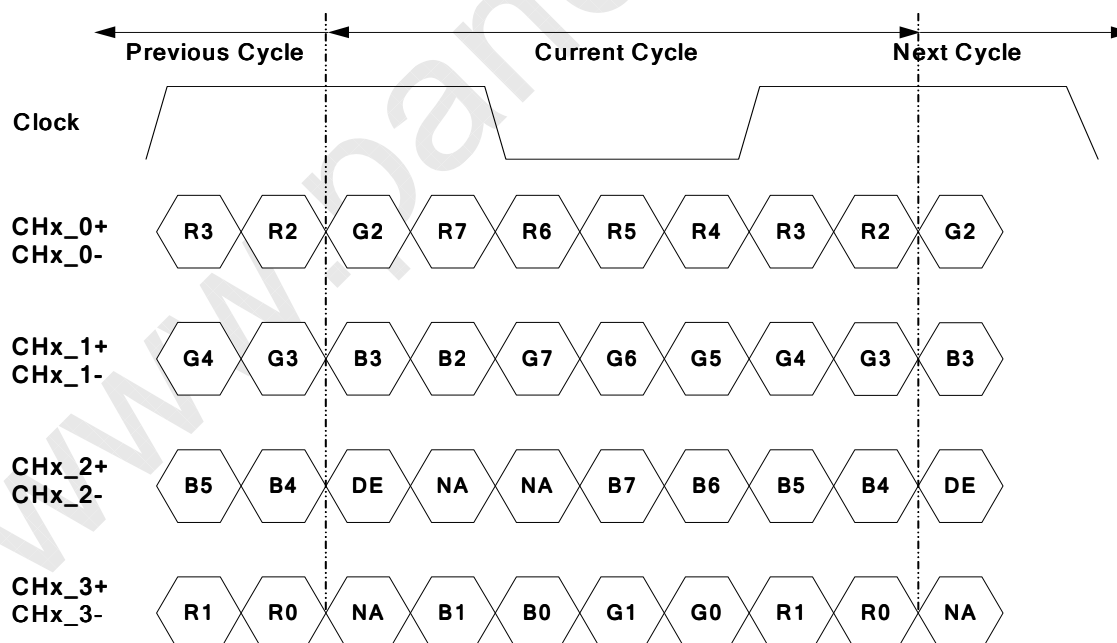 Previous Cycle Current Cycle Next Cycle
Clock
CHx_0+
CHx_0-
R3 R2 G2 R7 R6 R5 R4 R3 R2 G2
CHx_1+
CHx_1-
G4 G3 B3 B2 G7 G6 G5 G4 G3 B3
CHx_2+
CHx_2-
B5 B4 DE NA NA B7 B6 B5 B4 DE
CHx_3+
CHx_3-
R1 R0 NA B1 B0 G1 G0 R1 R0 NA
www.pan